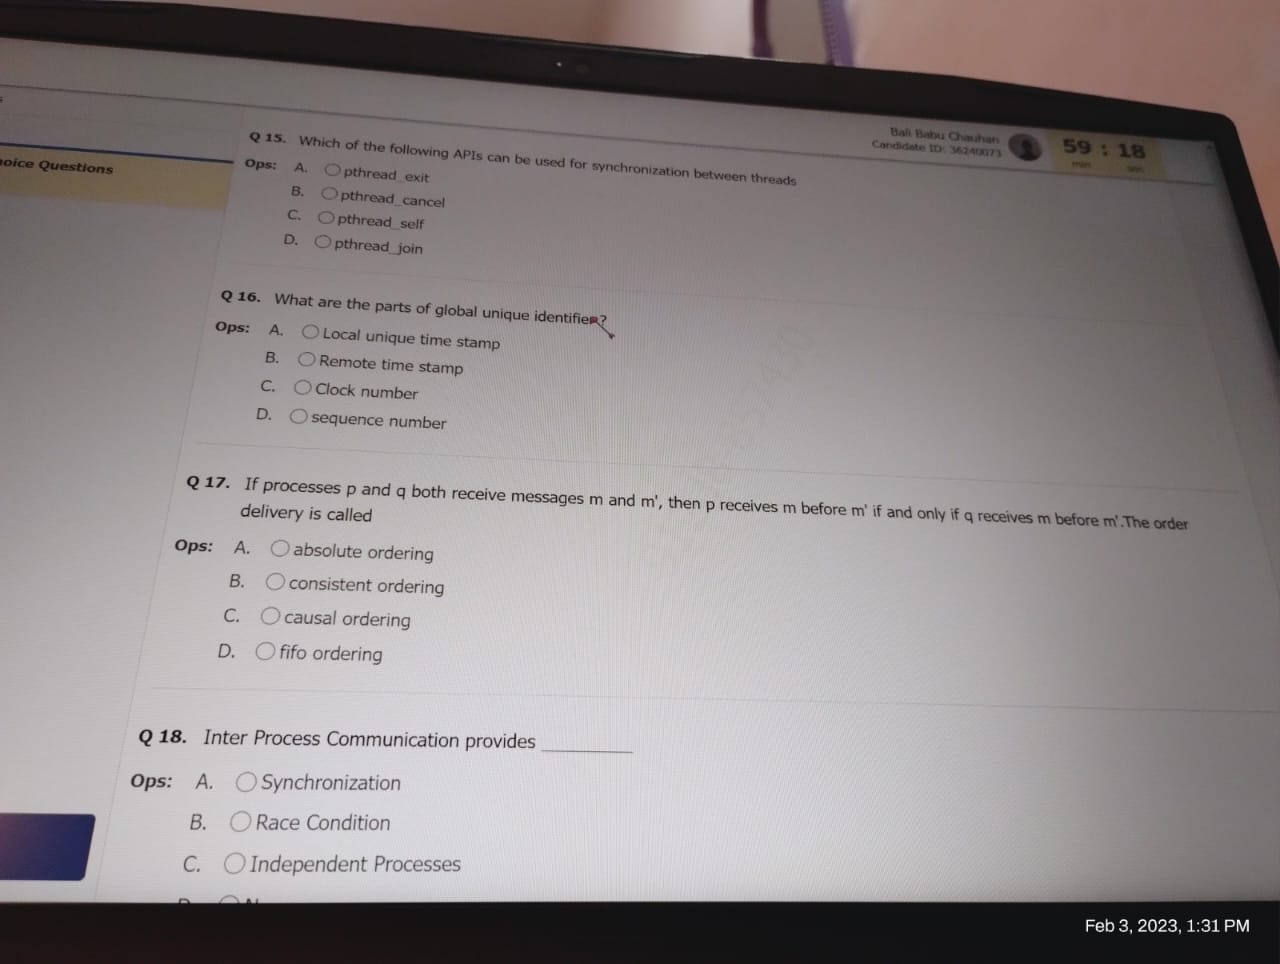 Bali Babu Chauhan
Candidate ID: 36240073
59 : 18
min
sec
oice Questions
Q 15. Which of the following APIs can be used for synchronization between threads
Ops: A. pthread_exit
B. pthread_cancel
C. pthread_self
D. pthread_join
Q 16. What are the parts of global unique identifier?
Ops: A. Local unique time stamp
B. Remote time stamp
C. Clock number
D. sequence number
Q 17. If processes p and q both receive messages m and m', then p receives m before m' if and only if q receives m before m'.The order
delivery is called
Ops: A. absolute ordering
B. consistent ordering
C. causal ordering
D. fifo ordering
Q 18. Inter Process Communication provides ________
Ops: A. Synchronization
B. Race Condition
C. Independent Processes
Feb 3, 2023, 1:31 PM